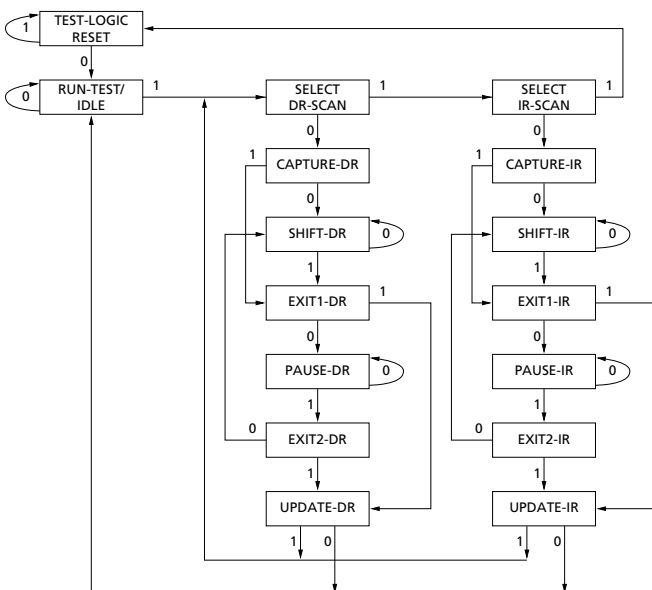 TEST-LOGIC
RESET
1
0
RUN-TEST/
IDLE
0
1
SELECT
DR-SCAN
1
SELECT
IR-SCAN
1
0
0
1
CAPTURE-DR
1
CAPTURE-IR
0
0
SHIFT-DR
0
SHIFT-IR
0
1
1
EXIT1-DR
1
EXIT1-IR
1
0
0
PAUSE-DR
0
PAUSE-IR
0
1
1
0
EXIT2-DR
0
EXIT2-IR
1
1
UPDATE-DR
UPDATE-IR
1
0
1
0